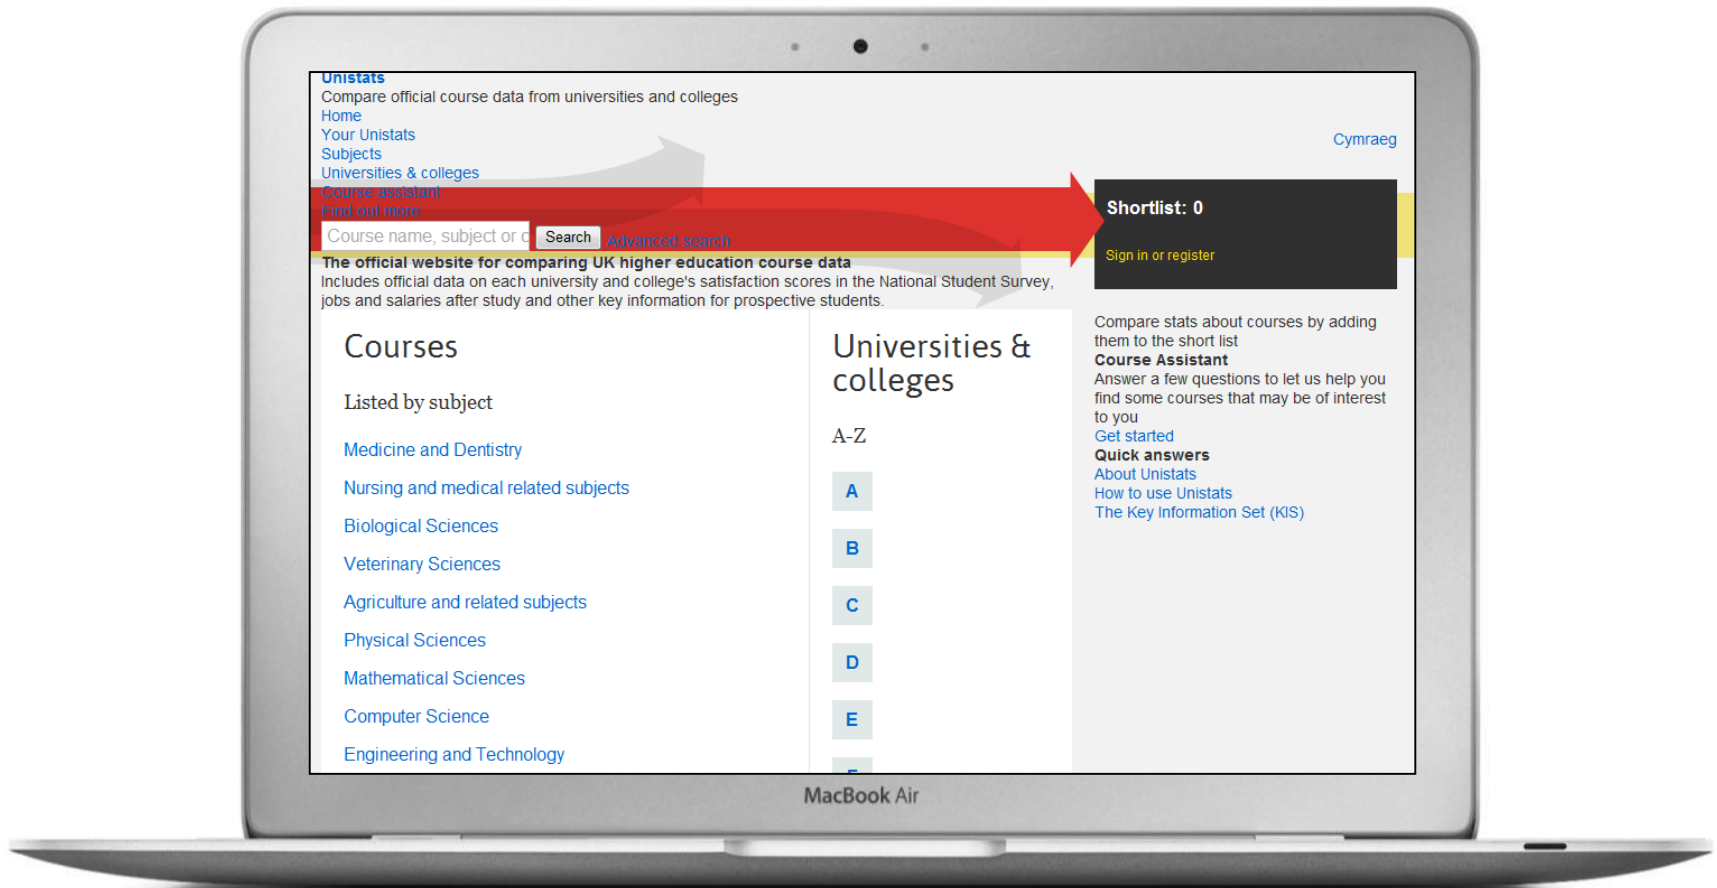 Unistats
Compare official course data from universities and colleges
Home
Your Unistats
Subjects
Universities & colleges
Course assistant
Find out more
Cymraeg
Course name, subject or
Search
Advanced search
Shortlist: 0
Sign in or register
The official website for comparing UK higher education course data
Includes official data on each university and college's satisfaction scores in the National Student Survey,
jobs and salaries after study and other key information for prospective students.
Courses
Listed by subject
Medicine and Dentistry
Nursing and medical related subjects
Biological Sciences
Veterinary Sciences
Agriculture and related subjects
Physical Sciences
Mathematical Sciences
Computer Science
Engineering and Technology
Universities &
colleges
A-Z
A
B
C
D
E
Compare stats about courses by adding
them to the short list
Course Assistant
Answer a few questions to let us help you
find some courses that may be of interest
to you
Get started
Quick answers
About Unistats
How to use Unistats
The Key Information Set (KIS)
MacBook Air